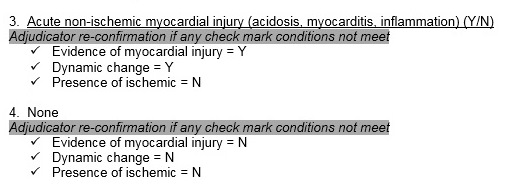 3. Acute non-ischemic myocardial injury (acidosis, myocarditis, inflammation) (Y/N)
Adjudicator re-confirmation if any check mark conditions not meet
✓ Evidence of myocardial injury = Y
✓ Dynamic change = Y
✓ Presence of ischemic = N
4. None
Adjudicator re-confirmation if any check mark conditions not meet
✓ Evidence of myocardial injury = N
✓ Dynamic change = N
✓ Presence of ischemic = N